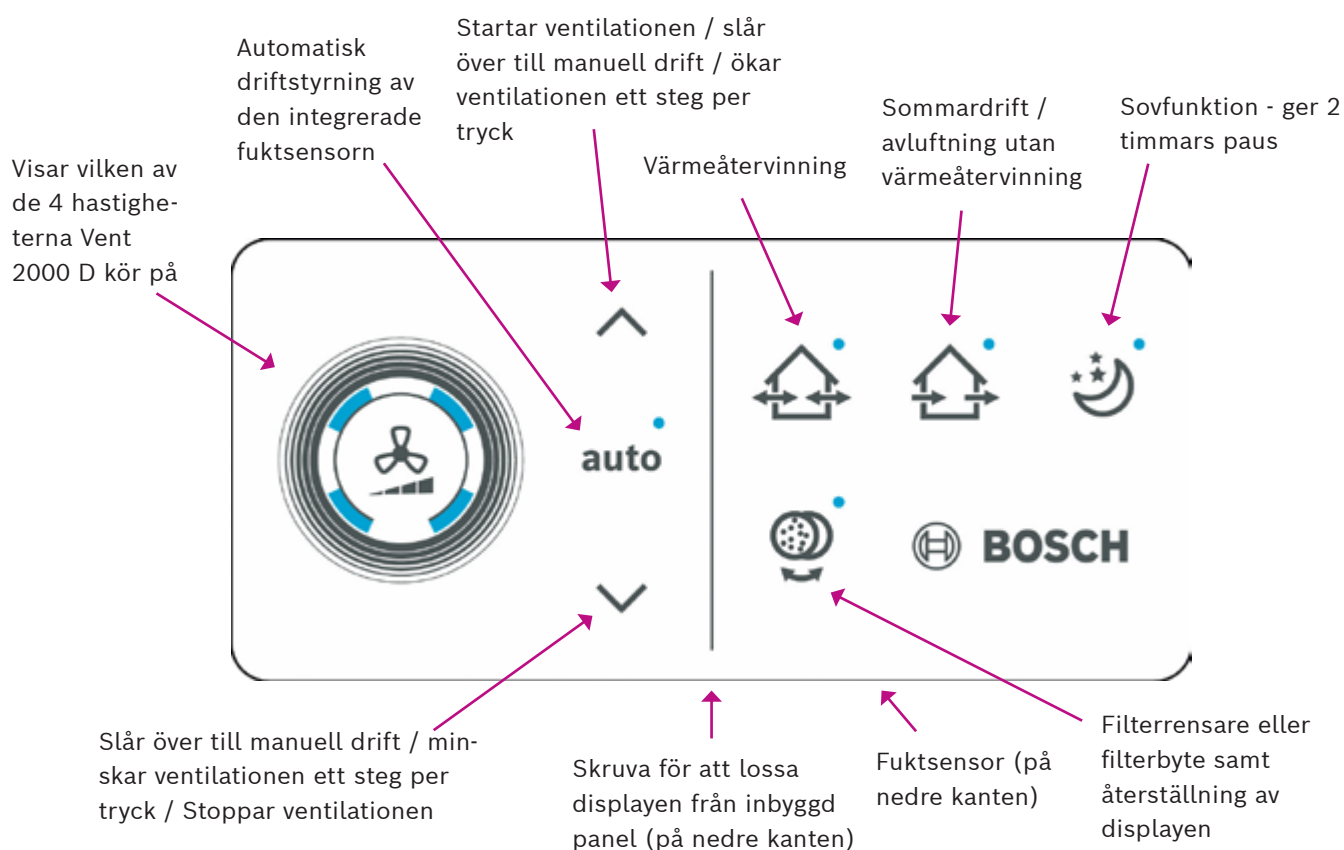 Startar ventilationen / slår
över till manuell drift / ökar
ventilationen ett steg per
tryck
Automatisk
driftstyrning av
den integrerade
fuktsensorn
Sommardrift /
avluftning utan
värmeåtervinning
Sovfunktion - ger 2
timmars paus
Värmeåtervinning
Visar vilken av
de 4 hastighe-
terna Vent
2000 D kör på
auto
BOSCH
Slår över till manuell drift / min-
skar ventilationen ett steg per
tryck / Stoppar ventilationen
Skruva för att lossa
displayen från inbyggd
panel (på nedre kanten)
Fuktsensor (på
nedre kanten)
Filterrensare eller
filterbyte samt
återställning av
displayen